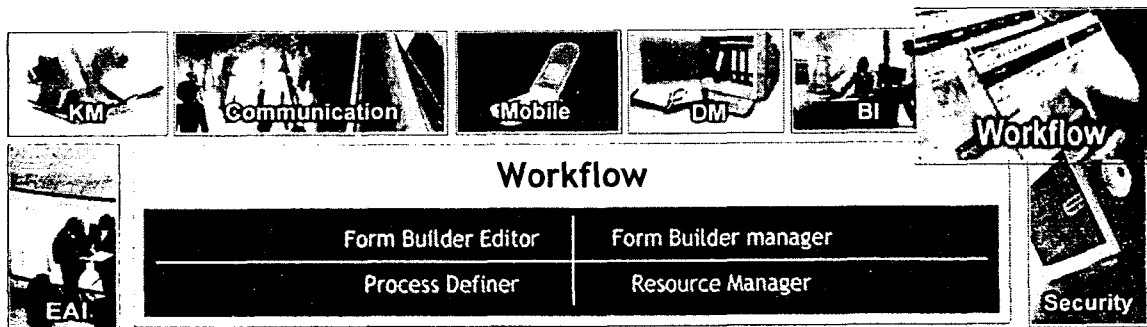 KM
Communication
Mobile
DM
BI
Workflow
Workflow
Form Builder Editor
Form Builder manager
Process Definer
Resource Manager
EAI
Security